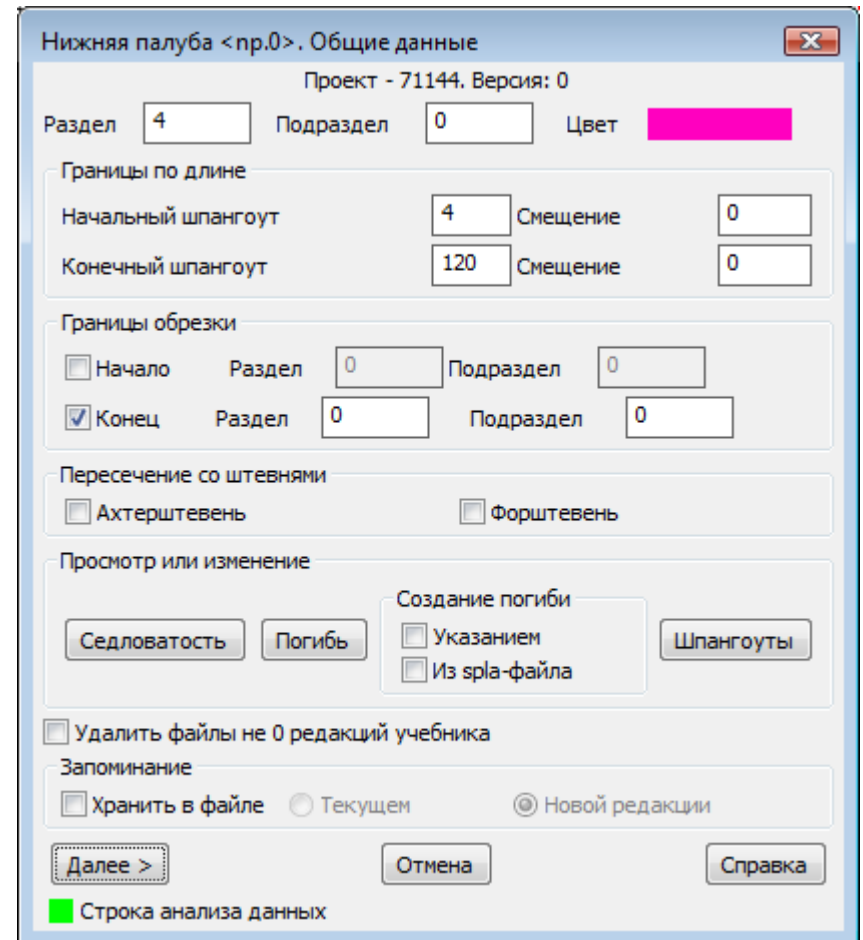 Нижняя палуба <пр.0>. Общие данные
Проект - 71144. Версия: 0
Раздел 4 Подраздел 0 Цвет
Границы по длине
Начальный шпангоут 4 Смещение 0
Конечный шпангоут 120 Смещение 0
Границы обрезки
Начало Раздел 0 Подраздел 0
Конец Раздел 0 Подраздел 0
Пересечение со штевнями
Ахтерштевень Форштевень
Просмотр или изменение
Создание погиби
Седловатость Погибь Указанием Шпангоуты
Из spla-файла
Удалить файлы не 0 редакций учебника
Запоминание
Хранить в файле Текущем Новой редакции
Далее > Отмена Справка
Строка анализа данных